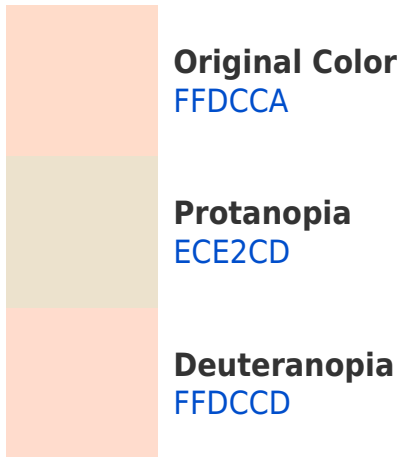 Original Color
FFDCCA
Protanopia
ECE2CD
Deuteranopia
FFDCCD